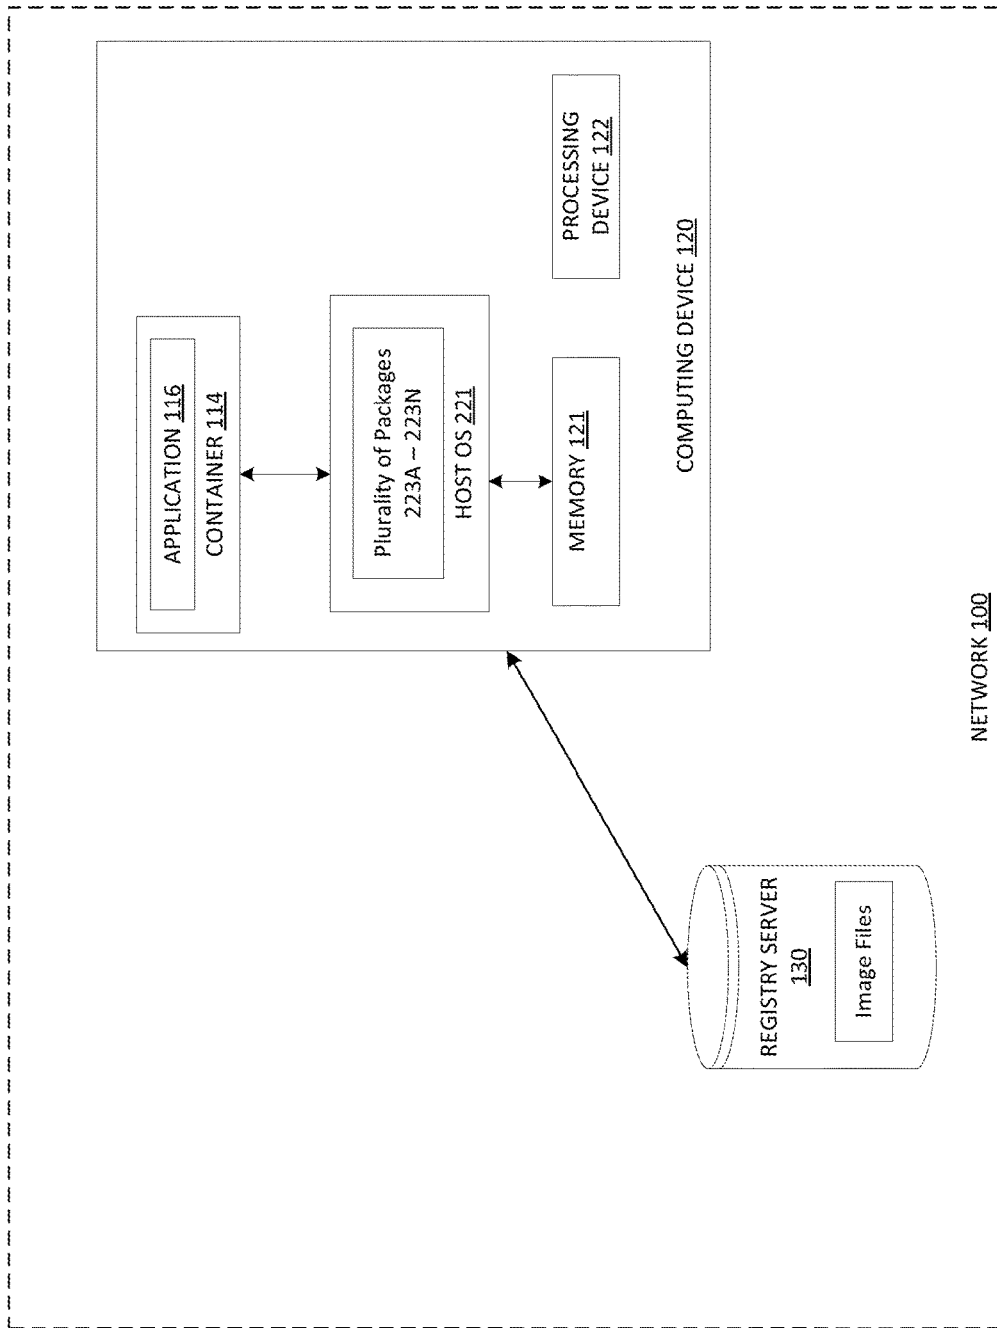 APPLICATION 116
CONTAINER 114
Plurality of Packages
223A – 223N
HOST OS 221
MEMORY 121
PROCESSING
DEVICE 122
COMPUTING DEVICE 120
REGISTRY SERVER
130
Image Files
NETWORK 100